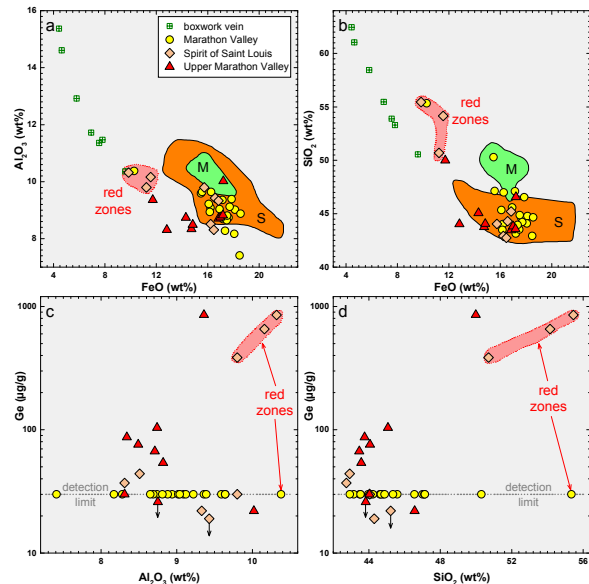 a
boxwork vein
Marathon Valley
Spirit of Saint Louis
Upper Marathon Valley
Al2O3 (wt%)
16
14
12
10
8
red
zones
M
S
4 8 12 16 20
FeO (wt%)
b
SiO2 (wt%)
60
55
50
45
40
red
zones
M
S
4 8 12 16 20
FeO (wt%)
c
Ge (µg/g)
1000
100
10
red
zones
detection
limit
8 9 10
Al2O3 (wt%)
d
Ge (µg/g)
1000
100
10
red
zones
detection
limit
44 48 52 56
SiO2 (wt%)